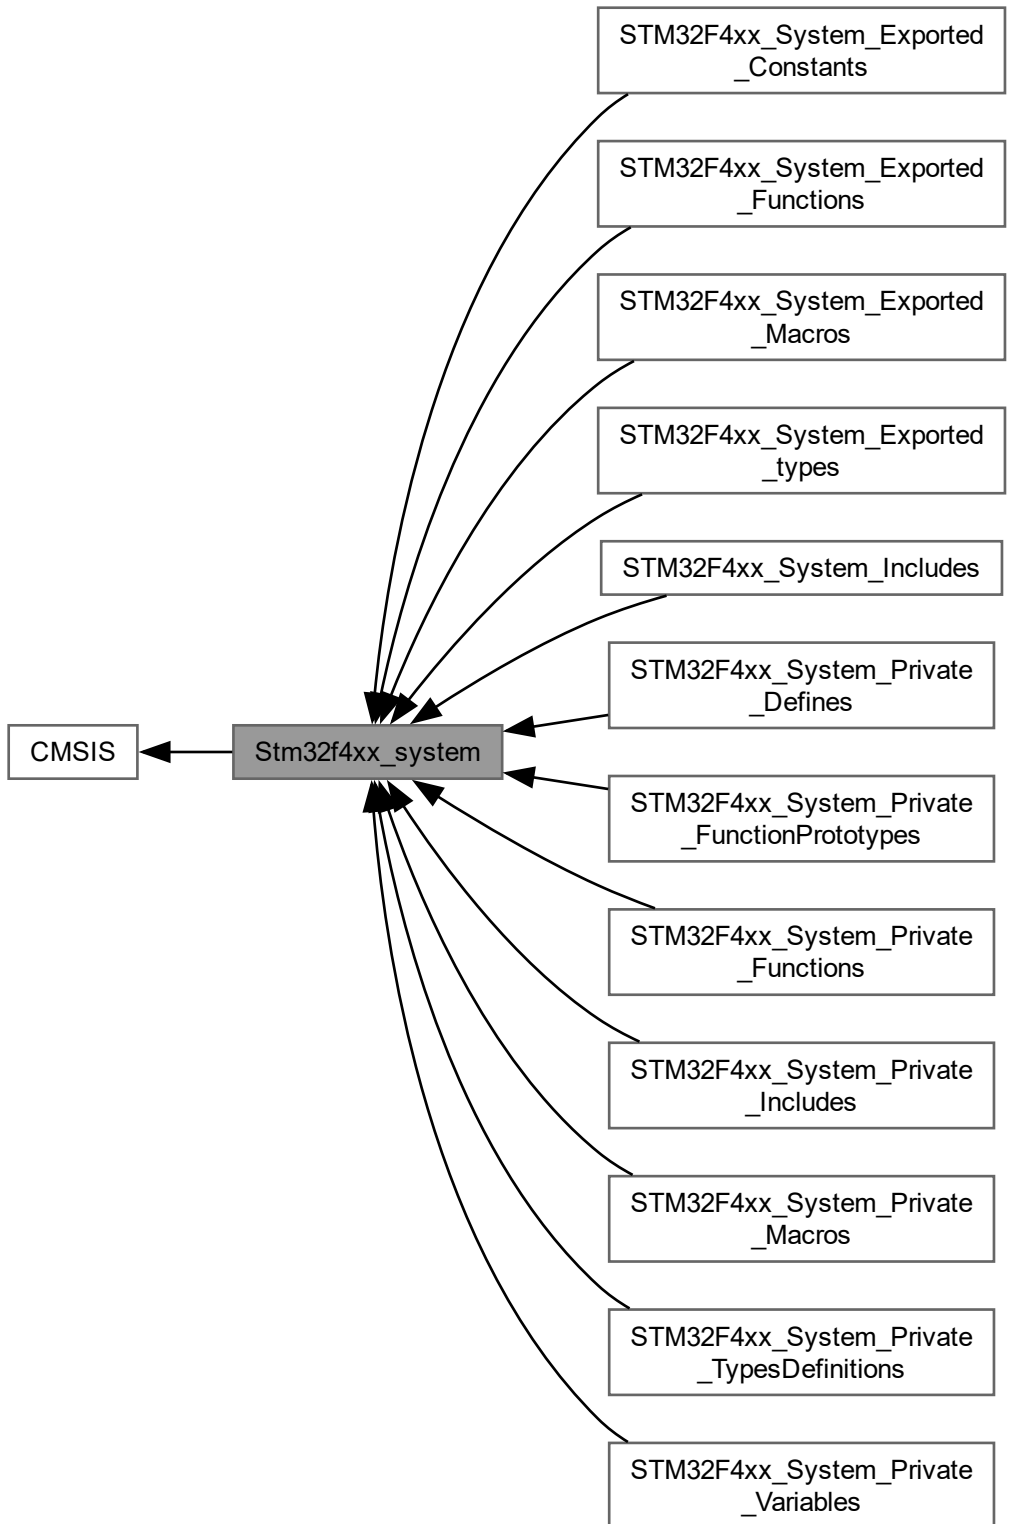 STM32F4xx_System_Exported
_Constants
STM32F4xx_System_Exported
_Functions
STM32F4xx_System_Exported
_Macros
STM32F4xx_System_Exported
_types
STM32F4xx_System_Includes
STM32F4xx_System_Private
_Defines
CMSIS
Stm32f4xx_system
STM32F4xx_System_Private
_FunctionPrototypes
STM32F4xx_System_Private
_Functions
STM32F4xx_System_Private
_Includes
STM32F4xx_System_Private
_Macros
STM32F4xx_System_Private
_TypesDefinitions
STM32F4xx_System_Private
_Variables